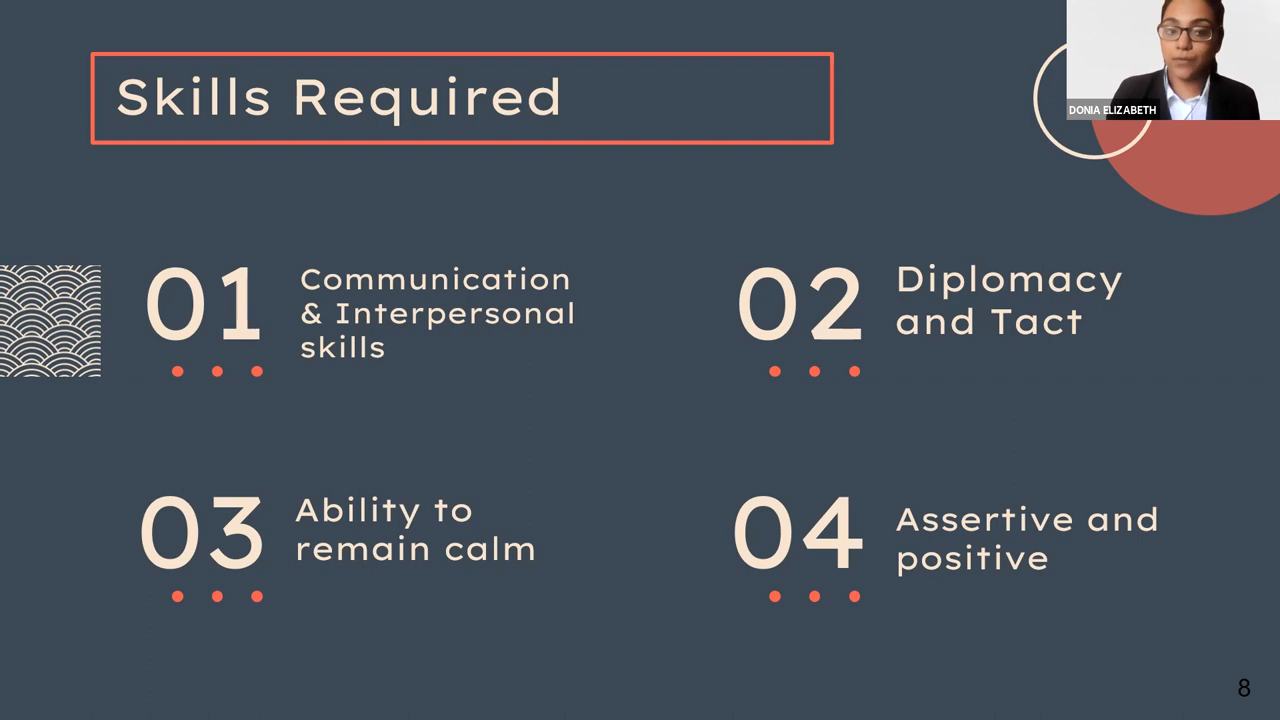 Skills Required
DONIA ELIZABETH
01
Communication
& Interpersonal
skills
02
Diplomacy
and Tact
03
Ability to
remain calm
04
Assertive and
positive
8